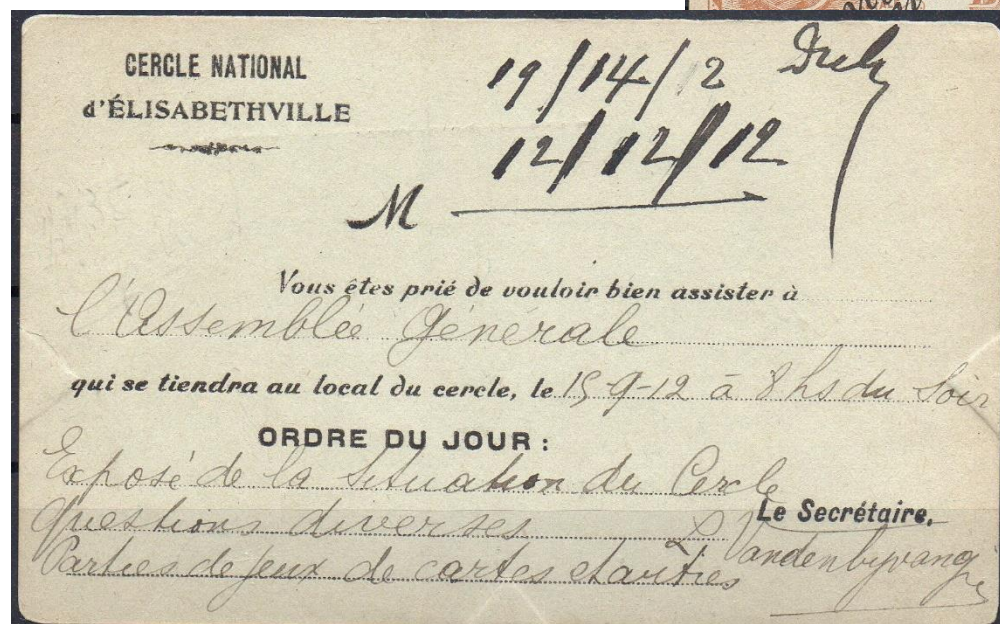 CERCLE NATIONAL
d'ÉLISABETHVILLE
19/14/2
12/12/12
M
Vous êtes prié de vouloir bien assister à
l'Assemblée Générale
qui se tiendra au local du cercle, le 15-9-12 à 8 hs du soir
ORDRE DU JOUR :
Exposé de la Situation du Cercle
questions diverses
Le Secrétaire,
Parties de jeux de cartes et autres